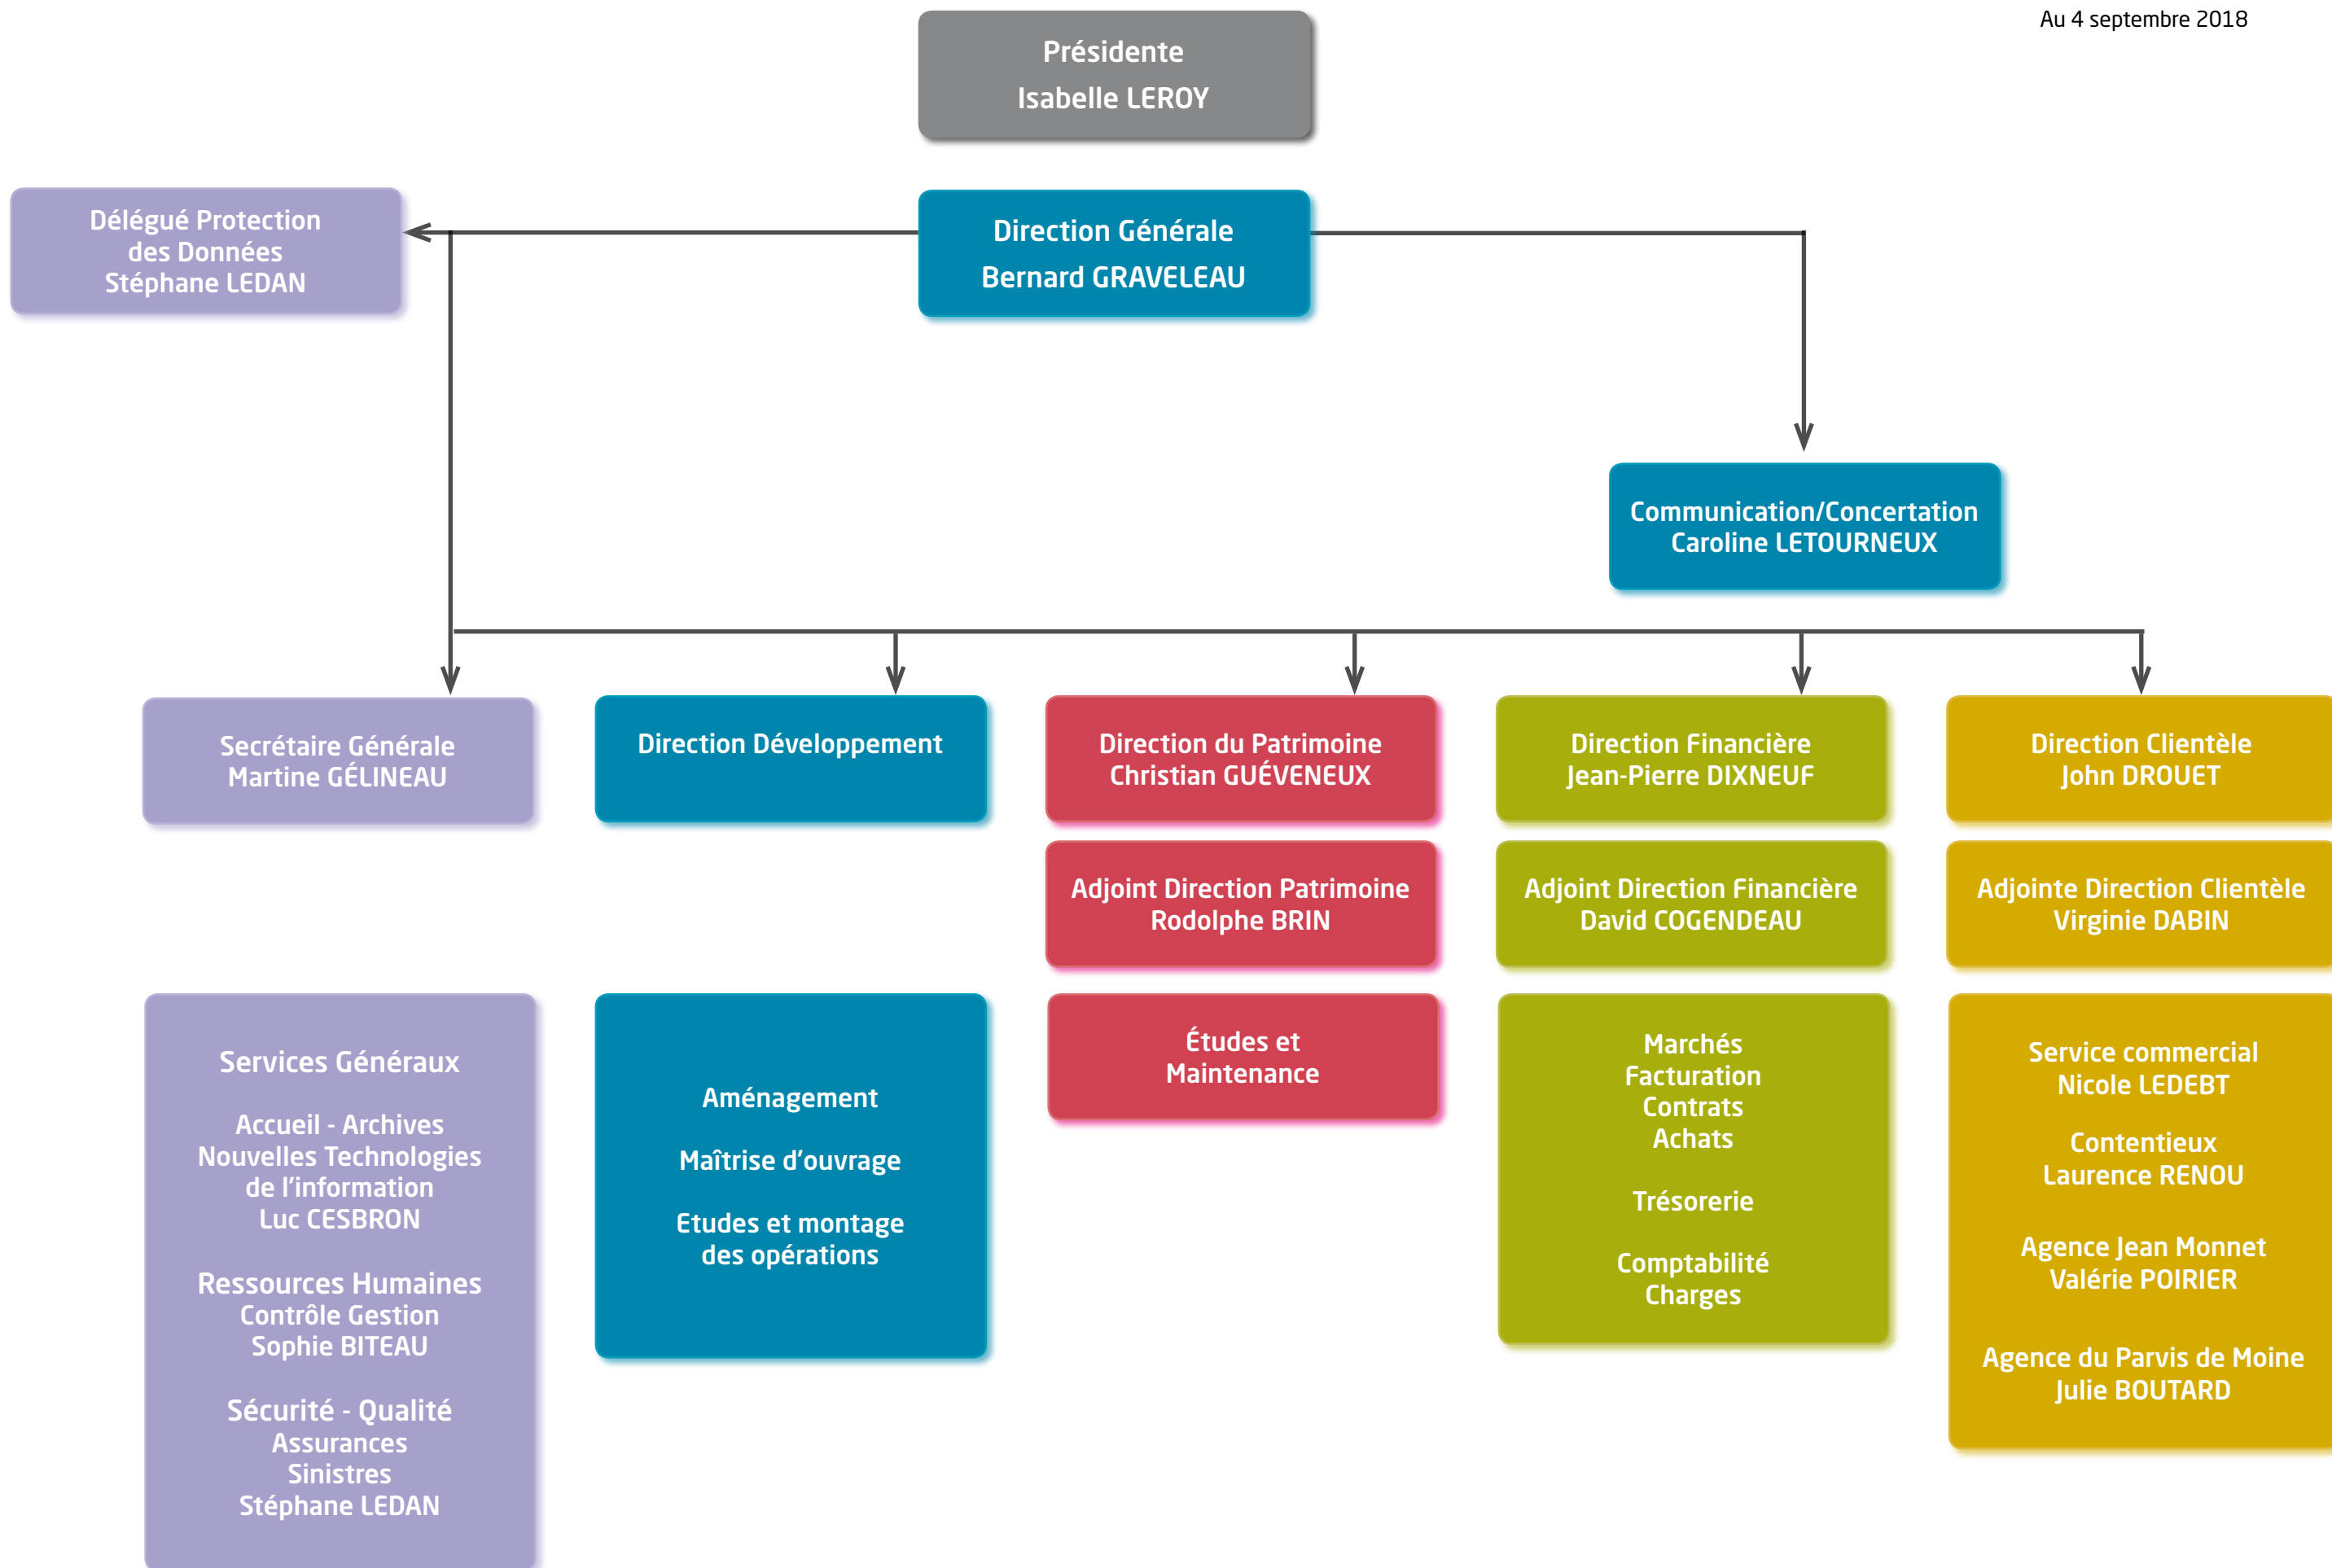 Au 4 septembre 2018
Présidente
Isabelle LEROY
Délégué Protection
des Données
Stéphane LEDAN
Direction Générale
Bernard GRAVELEAU
Communication/Concertation
Caroline LETOURNEUX
Secrétaire Générale
Martine GÉLINEAU
Direction Développement
Direction du Patrimoine
Christian GUÉVENEUX
Direction Financière
Jean-Pierre DIXNEUF
Direction Clientèle
John DROUET
Adjoint Direction Patrimoine
Rodolphe BRIN
Adjoint Direction Financière
David COGENDEAU
Adjointe Direction Clientèle
Virginie DABIN
Services Généraux
Accueil - Archives
Nouvelles Technologies
de l'information
Luc CESBRON
Ressources Humaines
Contrôle Gestion
Sophie BITEAU
Sécurité - Qualité
Assurances
Sinistres
Stéphane LEDAN
Aménagement
Maîtrise d'ouvrage
Etudes et montage
des opérations
Études et
Maintenance
Marchés
Facturation
Contrats
Achats
Trésorerie
Comptabilité
Charges
Service commercial
Nicole LEDEBT
Contentieux
Laurence RENOU
Agence Jean Monnet
Valérie POIRIER
Agence du Parvis de Moine
Julie BOUTARD